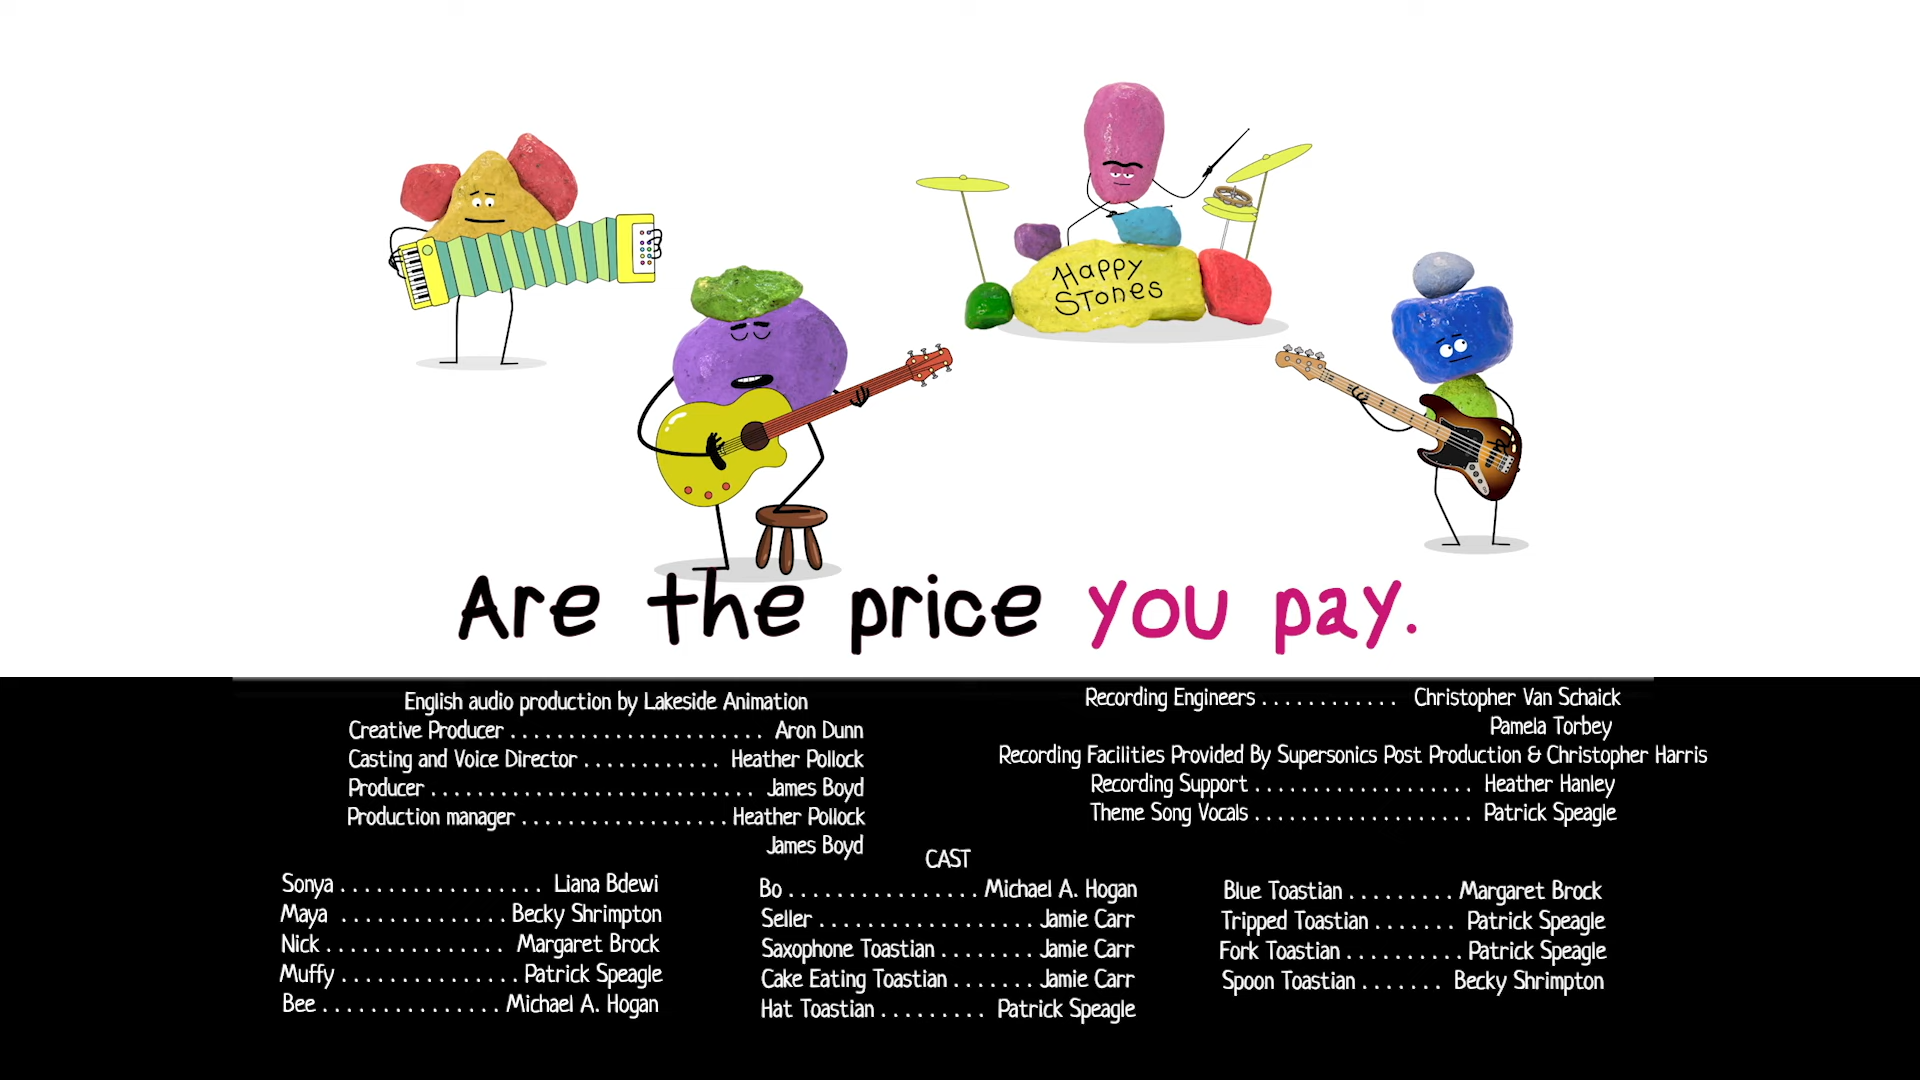 Happy
Stones
Are the price you pay.
English audio production by Lakeside Animation
Creative Producer . . . . . . . . . . . . . . . . . . . . . . Aron Dunn
Casting and Voice Director . . . . . . . . . . . . Heather Pollock
Producer . . . . . . . . . . . . . . . . . . . . . . . . . . . . James Boyd
Production manager . . . . . . . . . . . . . . . . . . Heather Pollock
James Boyd
Recording Engineers . . . . . . . . . . . . Christopher Van Schaick
Pamela Torbey
Recording Facilities Provided By Supersonics Post Production & Christopher Harris
Recording Support . . . . . . . . . . . . . . . . . . . Heather Hanley
Theme Song Vocals . . . . . . . . . . . . . . . . . . . Patrick Speagle
CAST
Sonya . . . . . . . . . . . . . . . . . Liana Bdewi
Maya . . . . . . . . . . . . . . Becky Shrimpton
Nick . . . . . . . . . . . . . . . Margaret Brock
Muffy . . . . . . . . . . . . . . . Patrick Speagle
Bee . . . . . . . . . . . . . . . Michael A. Hogan
Bo . . . . . . . . . . . . . . . . Michael A. Hogan
Seller . . . . . . . . . . . . . . . . . . Jamie Carr
Saxophone Toastian . . . . . . . . Jamie Carr
Cake Eating Toastian . . . . . . . Jamie Carr
Hat Toastian . . . . . . . . . Patrick Speagle
Blue Toastian . . . . . . . . . Margaret Brock
Tripped Toastian . . . . . . . Patrick Speagle
Fork Toastian . . . . . . . . . . Patrick Speagle
Spoon Toastian . . . . . . . Becky Shrimpton